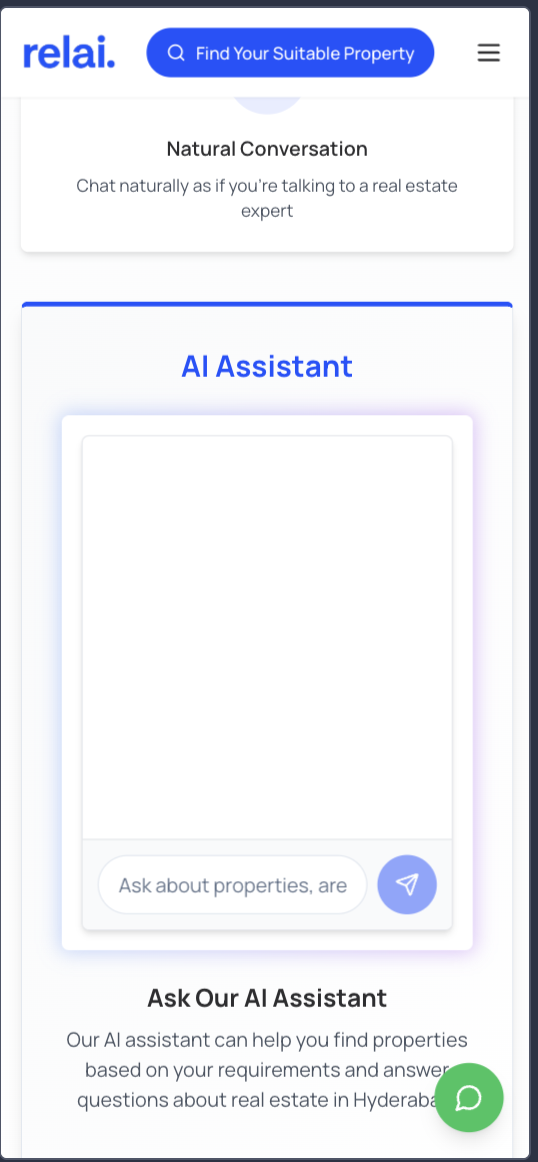 relai.
Find Your Suitable Property
Natural Conversation
Chat naturally as if you're talking to a real estate
expert
AI Assistant
Ask about properties, are
Ask Our AI Assistant
Our AI assistant can help you find properties
based on your requirements and answer
questions about real estate in Hyderaba